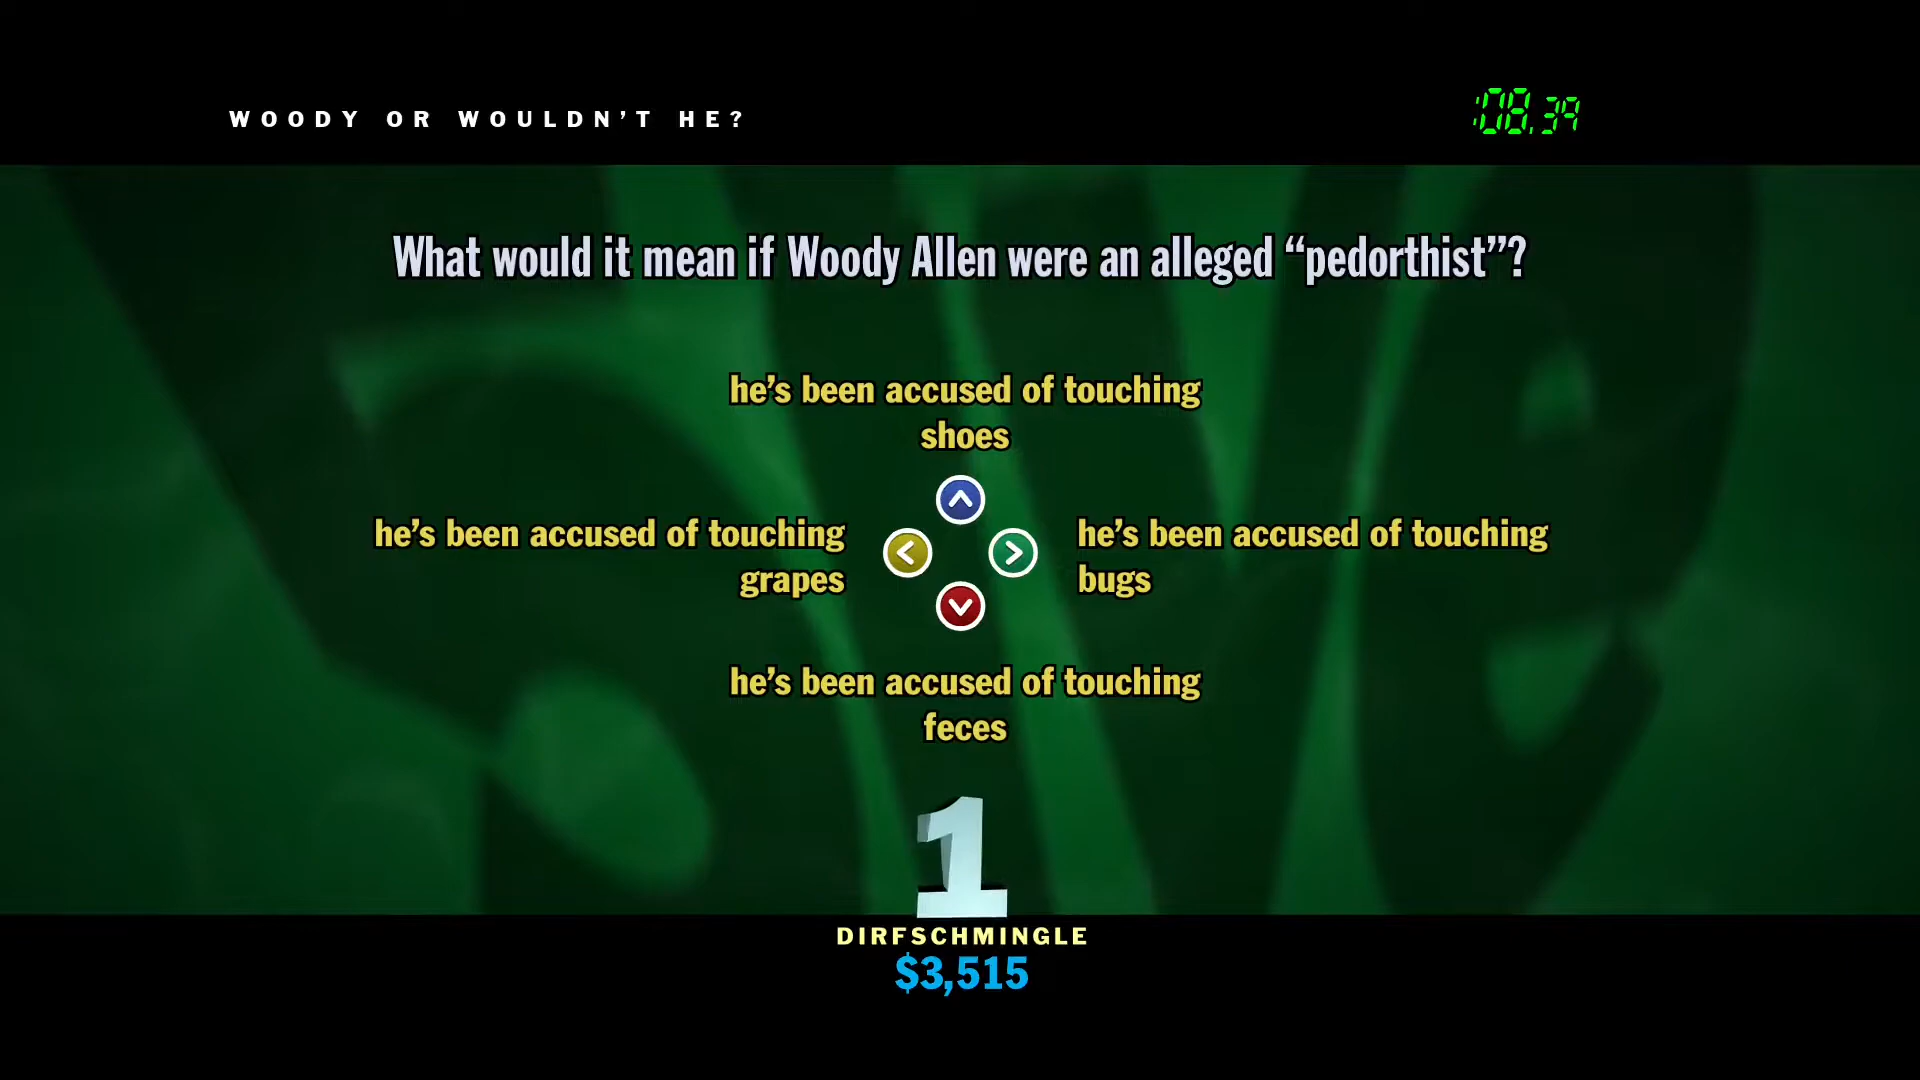 WOODY OR WOULDN'T HE?
:08.39
What would it mean if Woody Allen were an alleged “pedorthist”?
he’s been accused of touching
shoes
he’s been accused of touching
grapes
he’s been accused of touching
bugs
he’s been accused of touching
feces
1
DIRFSCHMINGLE
$3,515